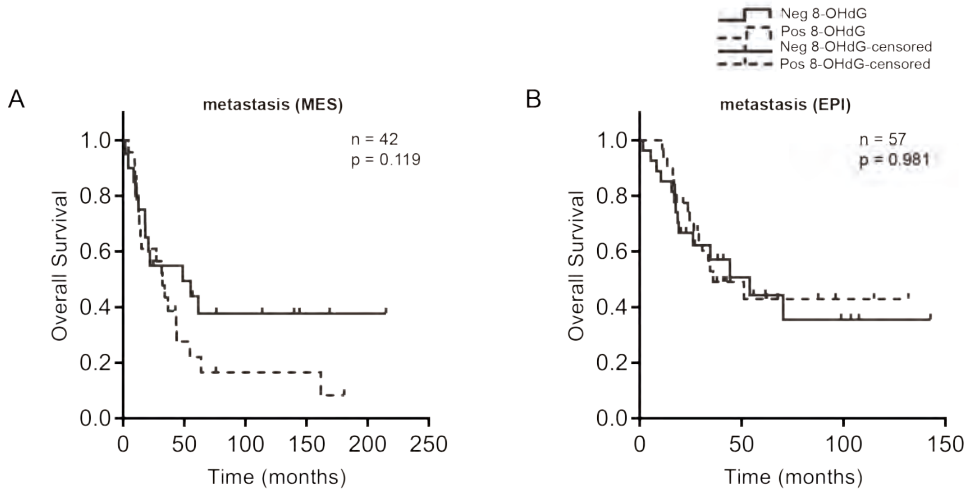 Neg 8-OHdG
Pos 8-OHdG
Neg 8-OHdG-censored
Pos 8-OHdG-censored
A
metastasis (MES)
n = 42
p = 0.119
Overall Survival
1.0
0.8
0.6
0.4
0.2
0.0
0 50 100 150 200 250
Time (months)
B
metastasis (EPI)
n = 57
p = 0.981
Overall Survival
1.0
0.8
0.6
0.4
0.2
0.0
0 50 100 150
Time (months)